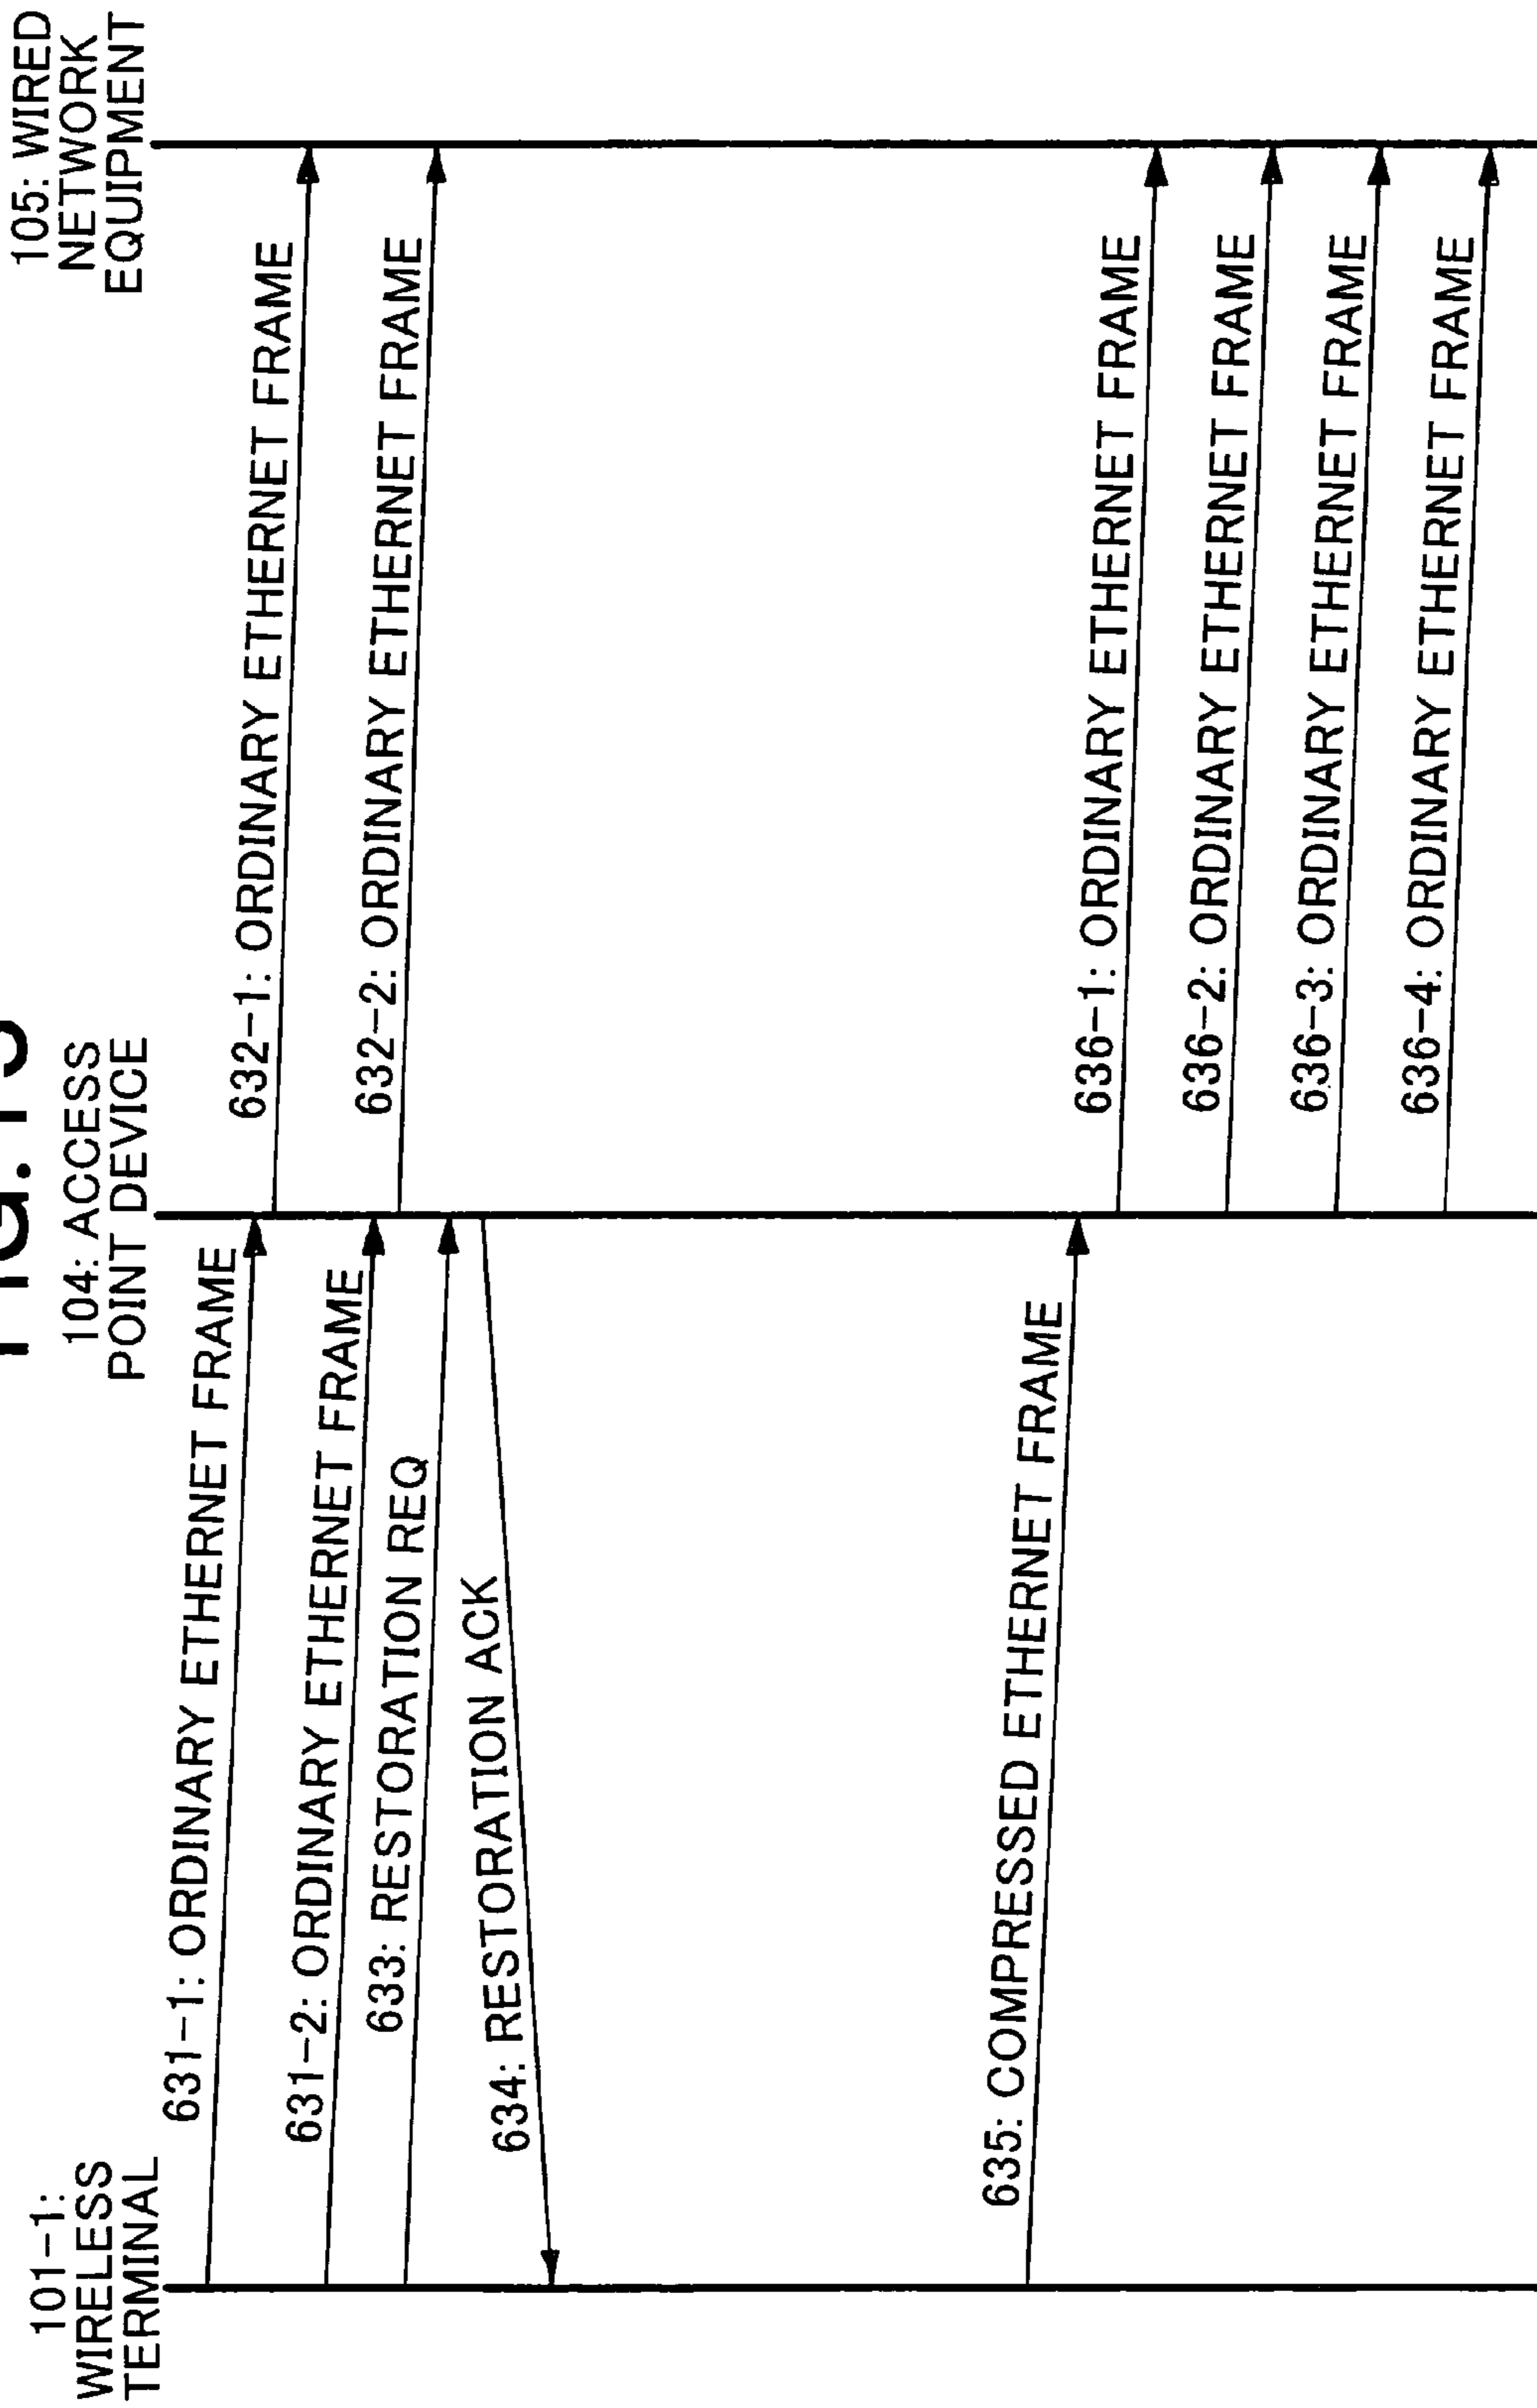 FIG.
101-1:
WIRELESS
TERMINAL
104: ACCESS
POINT DEVICE
105: WIRED
NETWORK
EQUIPMENT
631-1: ORDINARY ETHERNET FRAME
632-1: ORDINARY ETHERNET FRAME
631-2: ORDINARY ETHERNET FRAME
632-2: ORDINARY ETHERNET FRAME
633: RESTORATION REQ
634: RESTORATION ACK
635: COMPRESSED ETHERNET FRAME
636-1: ORDINARY ETHERNET FRAME
636-2: ORDINARY ETHERNET FRAME
636-3: ORDINARY ETHERNET FRAME
636-4: ORDINARY ETHERNET FRAME